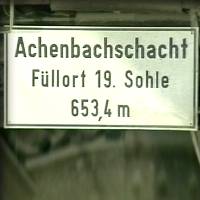 Achenbachschacht
Füllort 19. Sohle
653,4 m